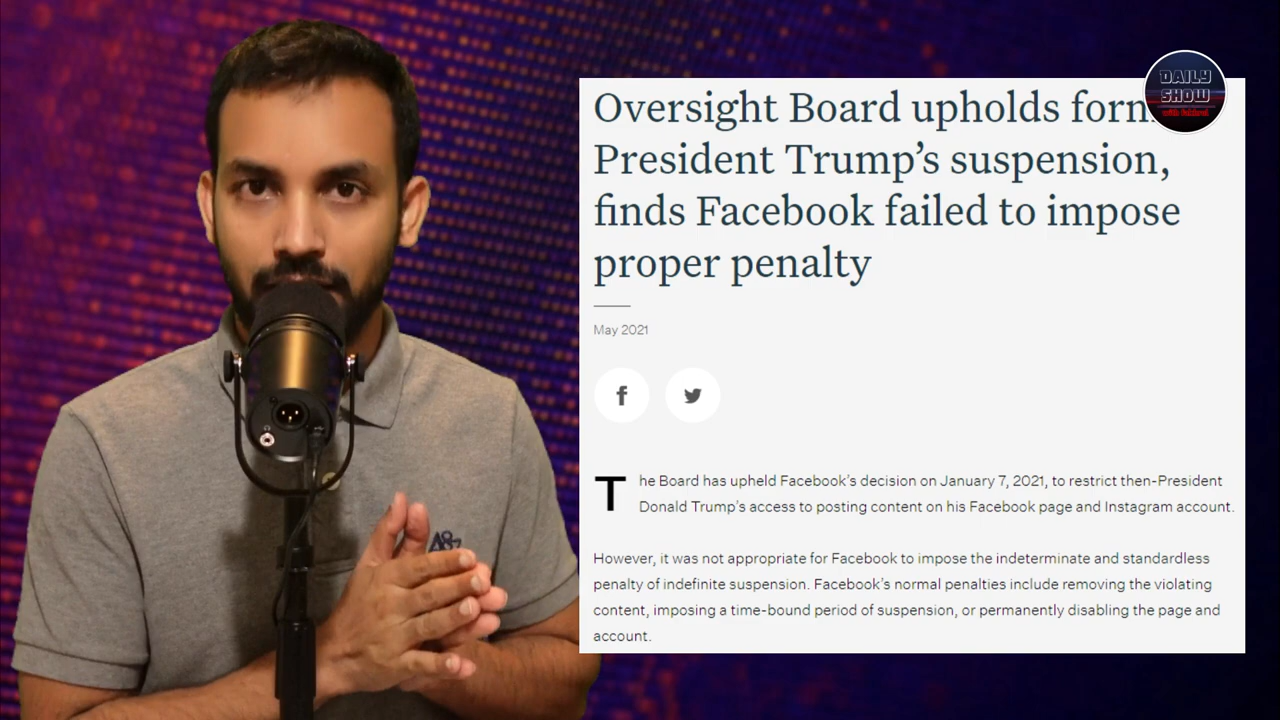 DAILY
SHOW
Oversight Board upholds form
President Trump’s suspension,
finds Facebook failed to impose
proper penalty
May 2021
The Board has upheld Facebook’s decision on January 7, 2021, to restrict then-President
Donald Trump’s access to posting content on his Facebook page and Instagram account.
However, it was not appropriate for Facebook to impose the indeterminate and standardless
penalty of indefinite suspension. Facebook’s normal penalties include removing the violating
content, imposing a time-bound period of suspension, or permanently disabling the page and
account.